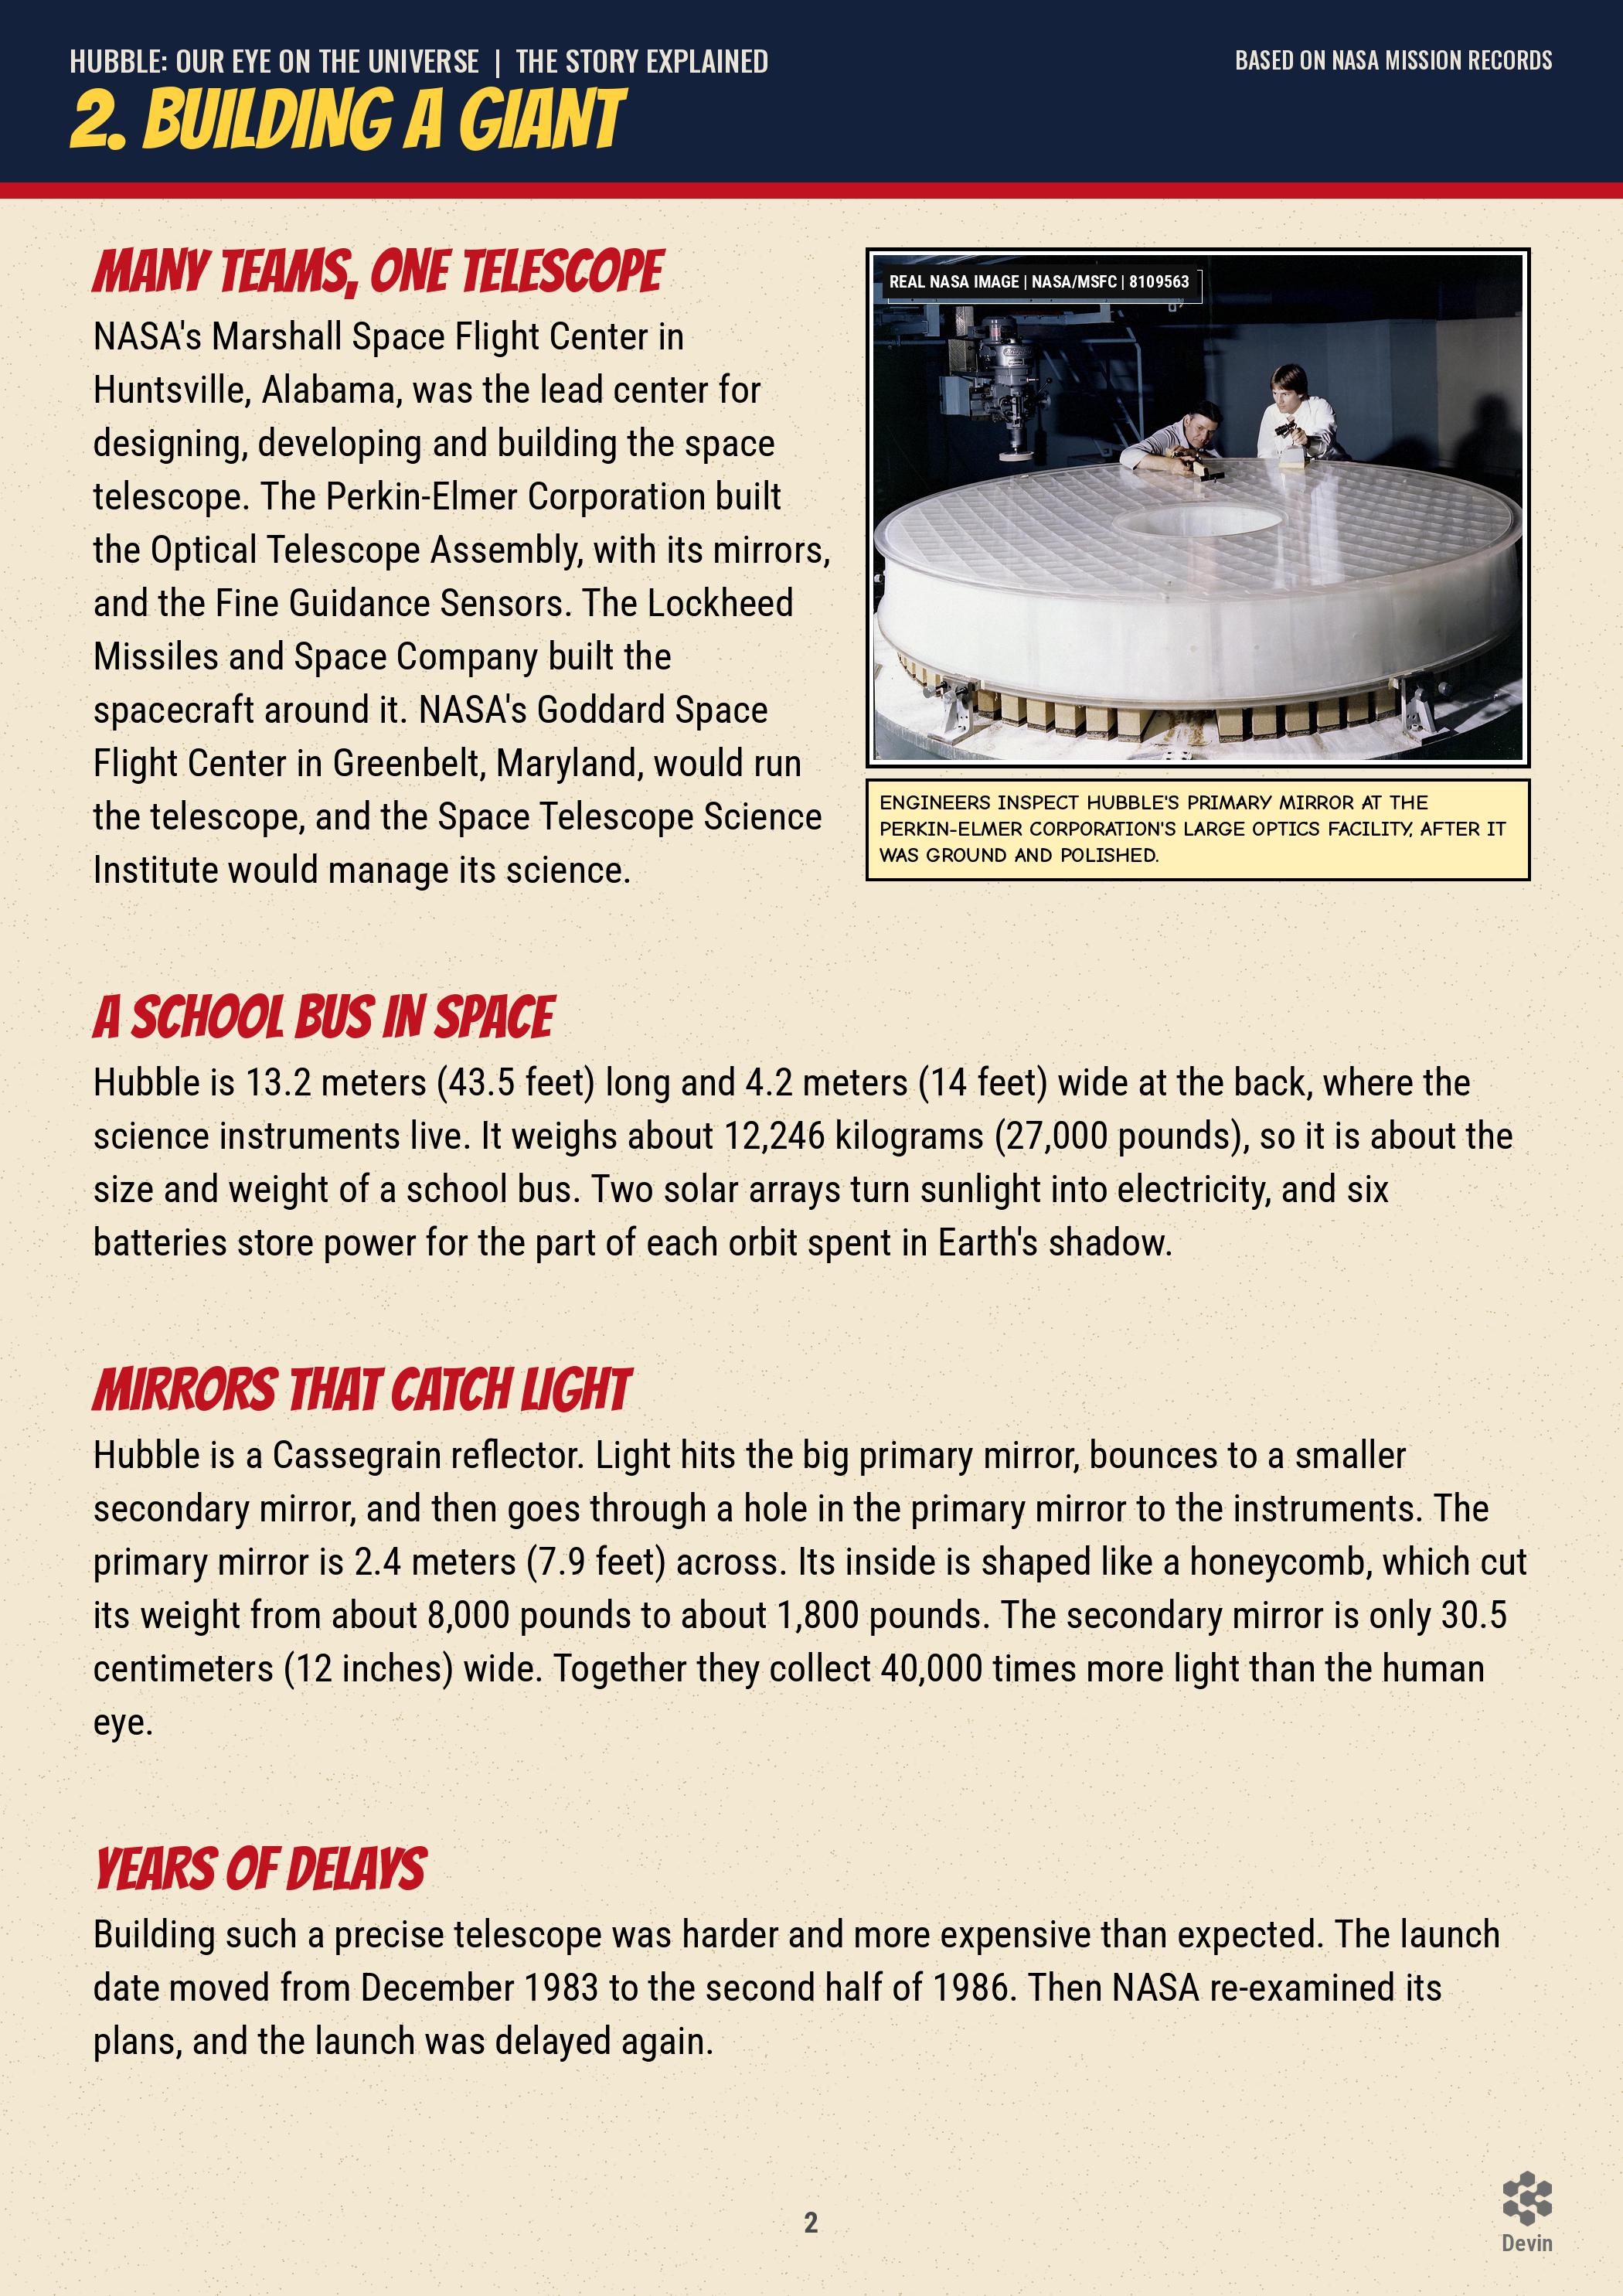 HUBBLE: OUR EYE ON THE UNIVERSE | THE STORY EXPLAINED
BASED ON NASA MISSION RECORDS
2. BUILDING A GIANT
MANY TEAMS, ONE TELESCOPE
NASA's Marshall Space Flight Center in
Huntsville, Alabama, was the lead center for
designing, developing and building the space
telescope. The Perkin-Elmer Corporation built
the Optical Telescope Assembly, with its mirrors,
and the Fine Guidance Sensors. The Lockheed
Missiles and Space Company built the
spacecraft around it. NASA's Goddard Space
Flight Center in Greenbelt, Maryland, would run
the telescope, and the Space Telescope Science
Institute would manage its science.
REAL NASA IMAGE | NASA/MSFC | 8109563
ENGINEERS INSPECT HUBBLE'S PRIMARY MIRROR AT THE
PERKIN-ELMER CORPORATION'S LARGE OPTICS FACILITY, AFTER IT
WAS GROUND AND POLISHED.
A SCHOOL BUS IN SPACE
Hubble is 13.2 meters (43.5 feet) long and 4.2 meters (14 feet) wide at the back, where the
science instruments live. It weighs about 12,246 kilograms (27,000 pounds), so it is about the
size and weight of a school bus. Two solar arrays turn sunlight into electricity, and six
batteries store power for the part of each orbit spent in Earth's shadow.
MIRRORS THAT CATCH LIGHT
Hubble is a Cassegrain reflector. Light hits the big primary mirror, bounces to a smaller
secondary mirror, and then goes through a hole in the primary mirror to the instruments. The
primary mirror is 2.4 meters (7.9 feet) across. Its inside is shaped like a honeycomb, which cut
its weight from about 8,000 pounds to about 1,800 pounds. The secondary mirror is only 30.5
centimeters (12 inches) wide. Together they collect 40,000 times more light than the human
eye.
YEARS OF DELAYS
Building such a precise telescope was harder and more expensive than expected. The launch
date moved from December 1983 to the second half of 1986. Then NASA re-examined its
plans, and the launch was delayed again.
2
Devin